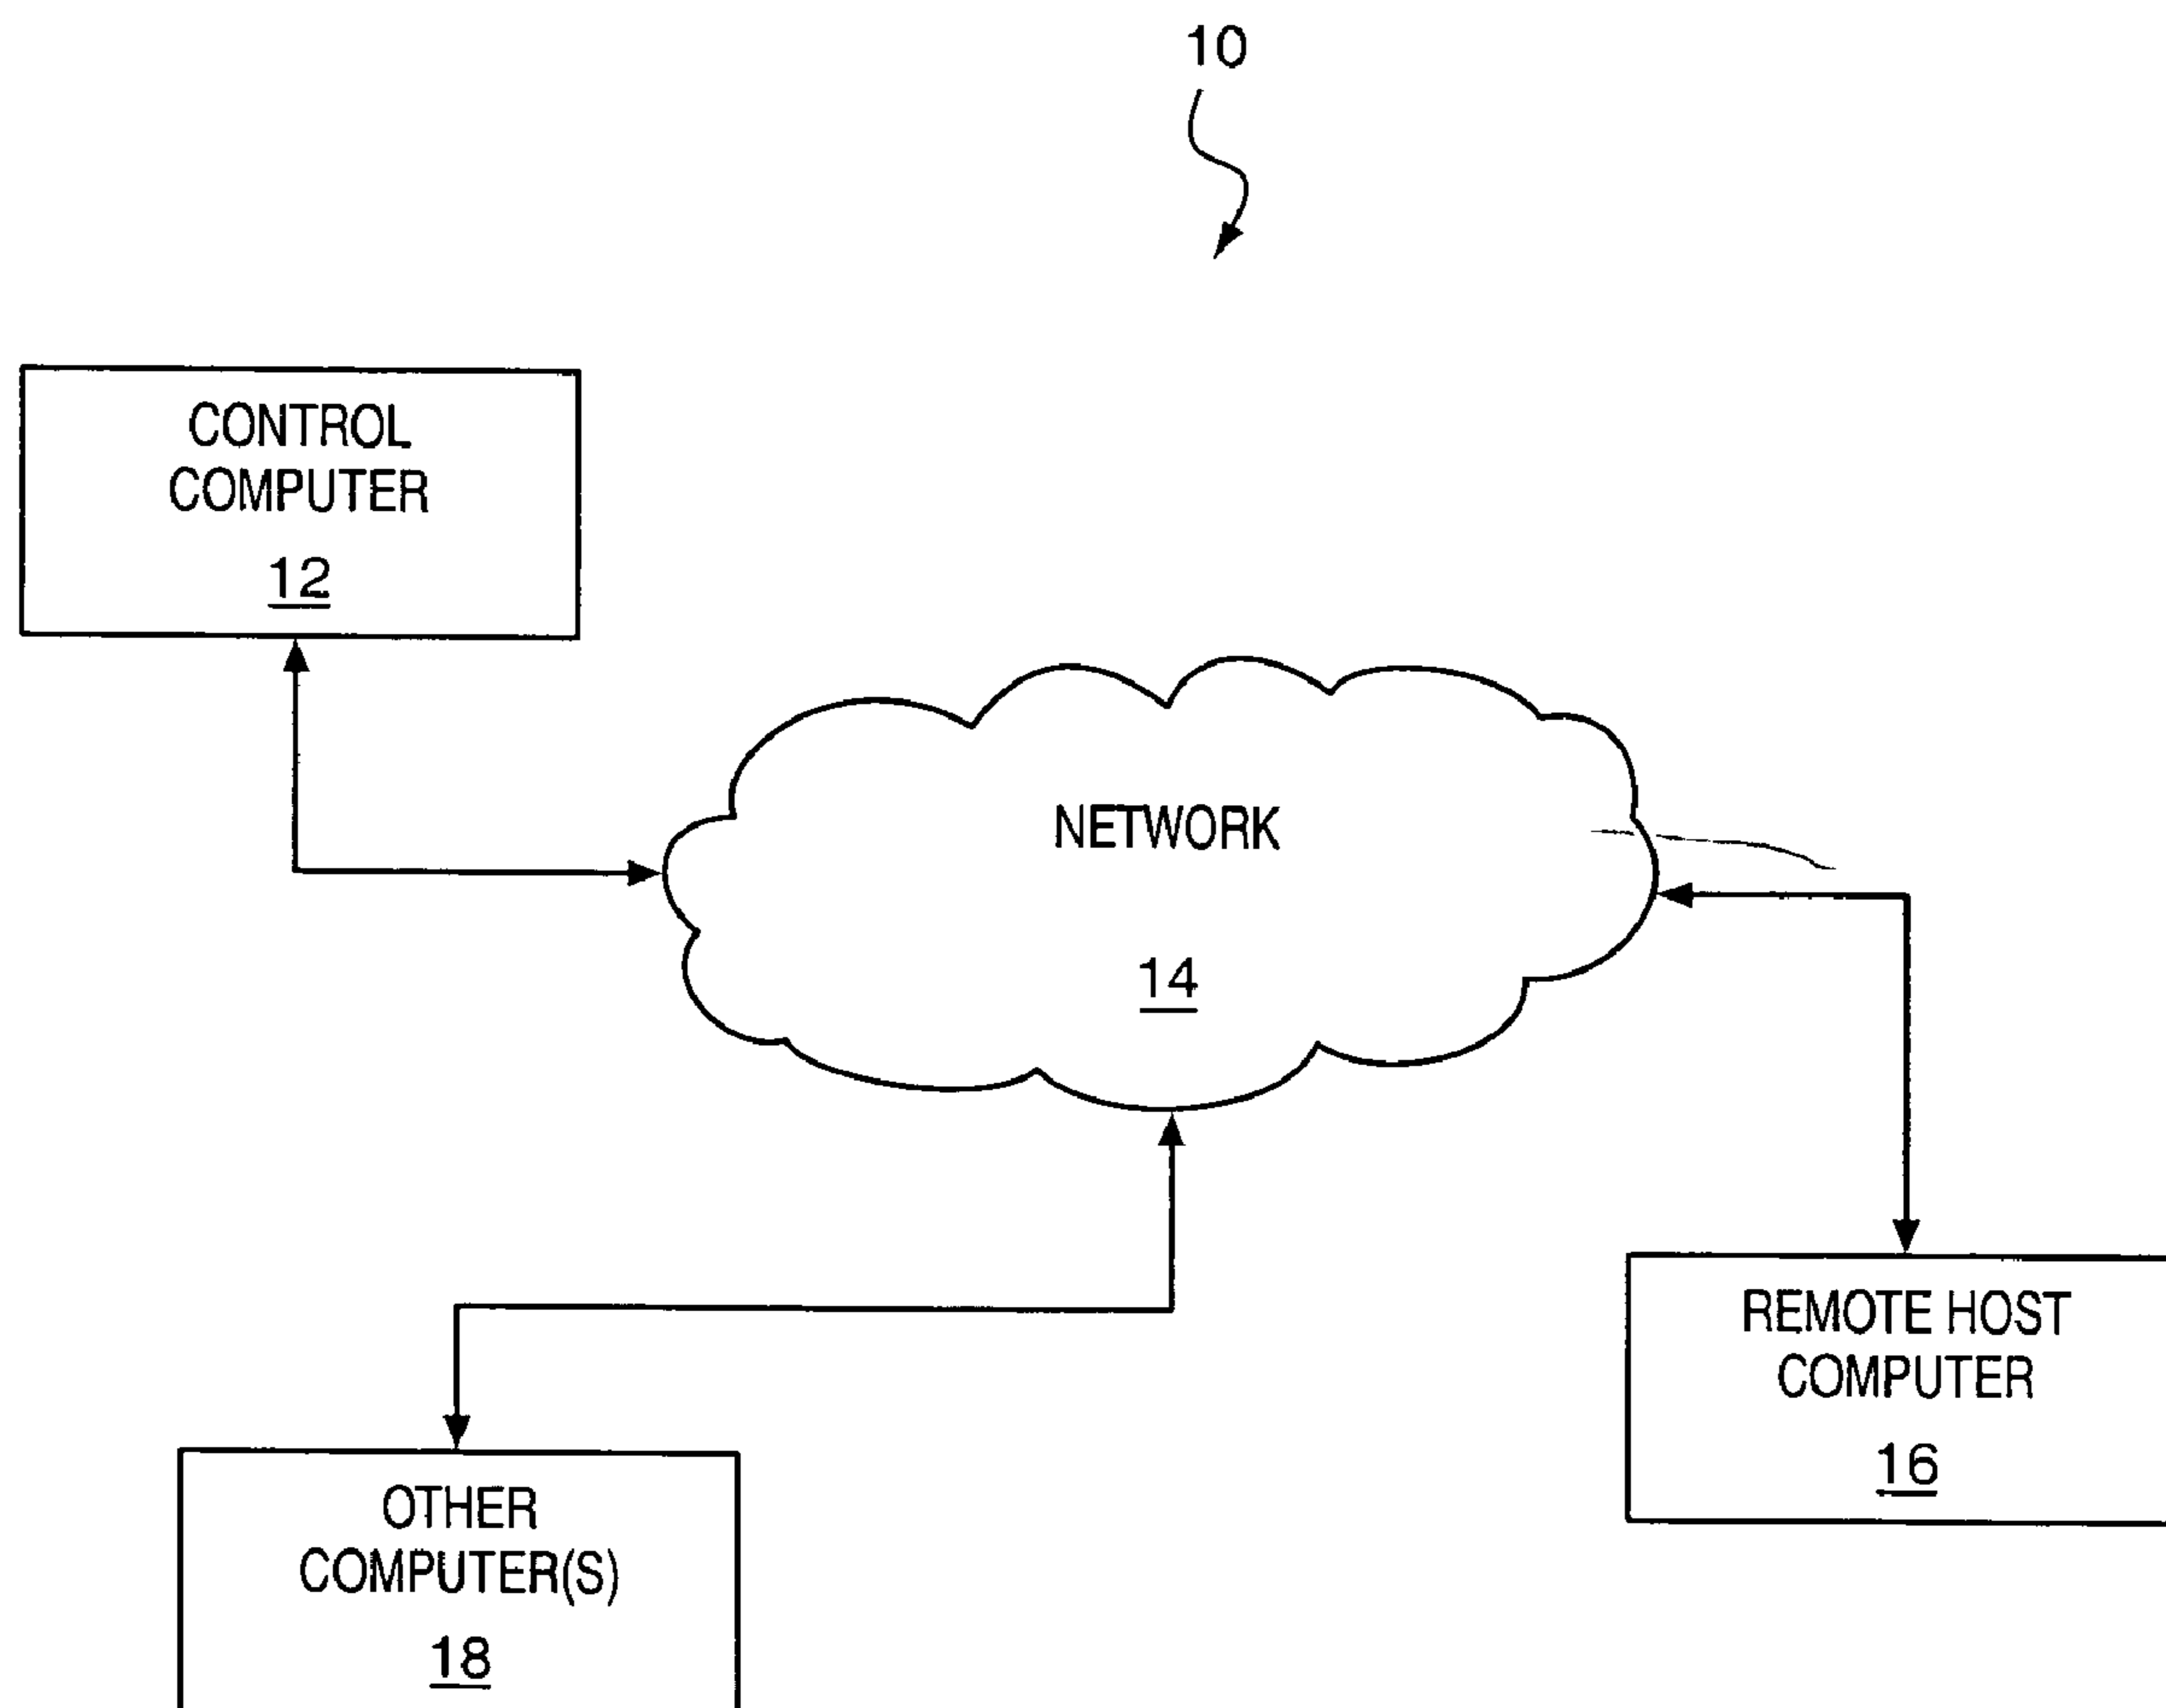 10
CONTROL
COMPUTER
12
NETWORK
14
REMOTE HOST
COMPUTER
16
OTHER
COMPUTER(S)
18